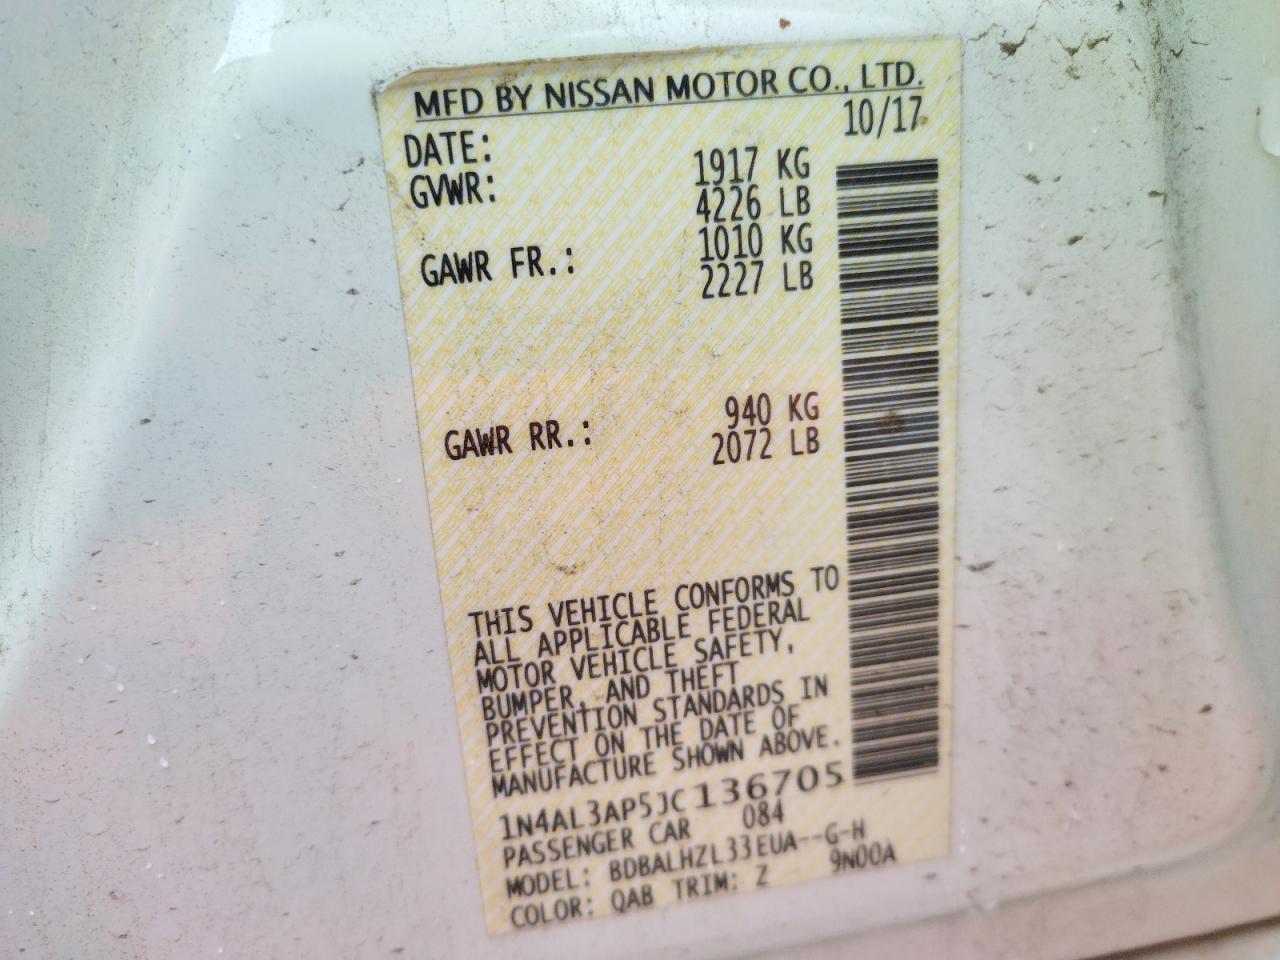 MFD BY NISSAN MOTOR CO., LTD.
DATE: 10/17
GVWR: 1917 KG
4226 LB
GAWR FR.: 1010 KG
2227 LB
GAWR RR.: 940 KG
2072 LB
THIS VEHICLE CONFORMS TO
ALL APPLICABLE FEDERAL
MOTOR VEHICLE SAFETY,
BUMPER, AND THEFT
PREVENTION STANDARDS IN
EFFECT ON THE DATE OF
MANUFACTURE SHOWN ABOVE.
1N4AL3AP5JC136705
PASSENGER CAR 084
MODEL: BDBALHZL33EUA--G-H
COLOR: QAB TRIM: Z 9N00A